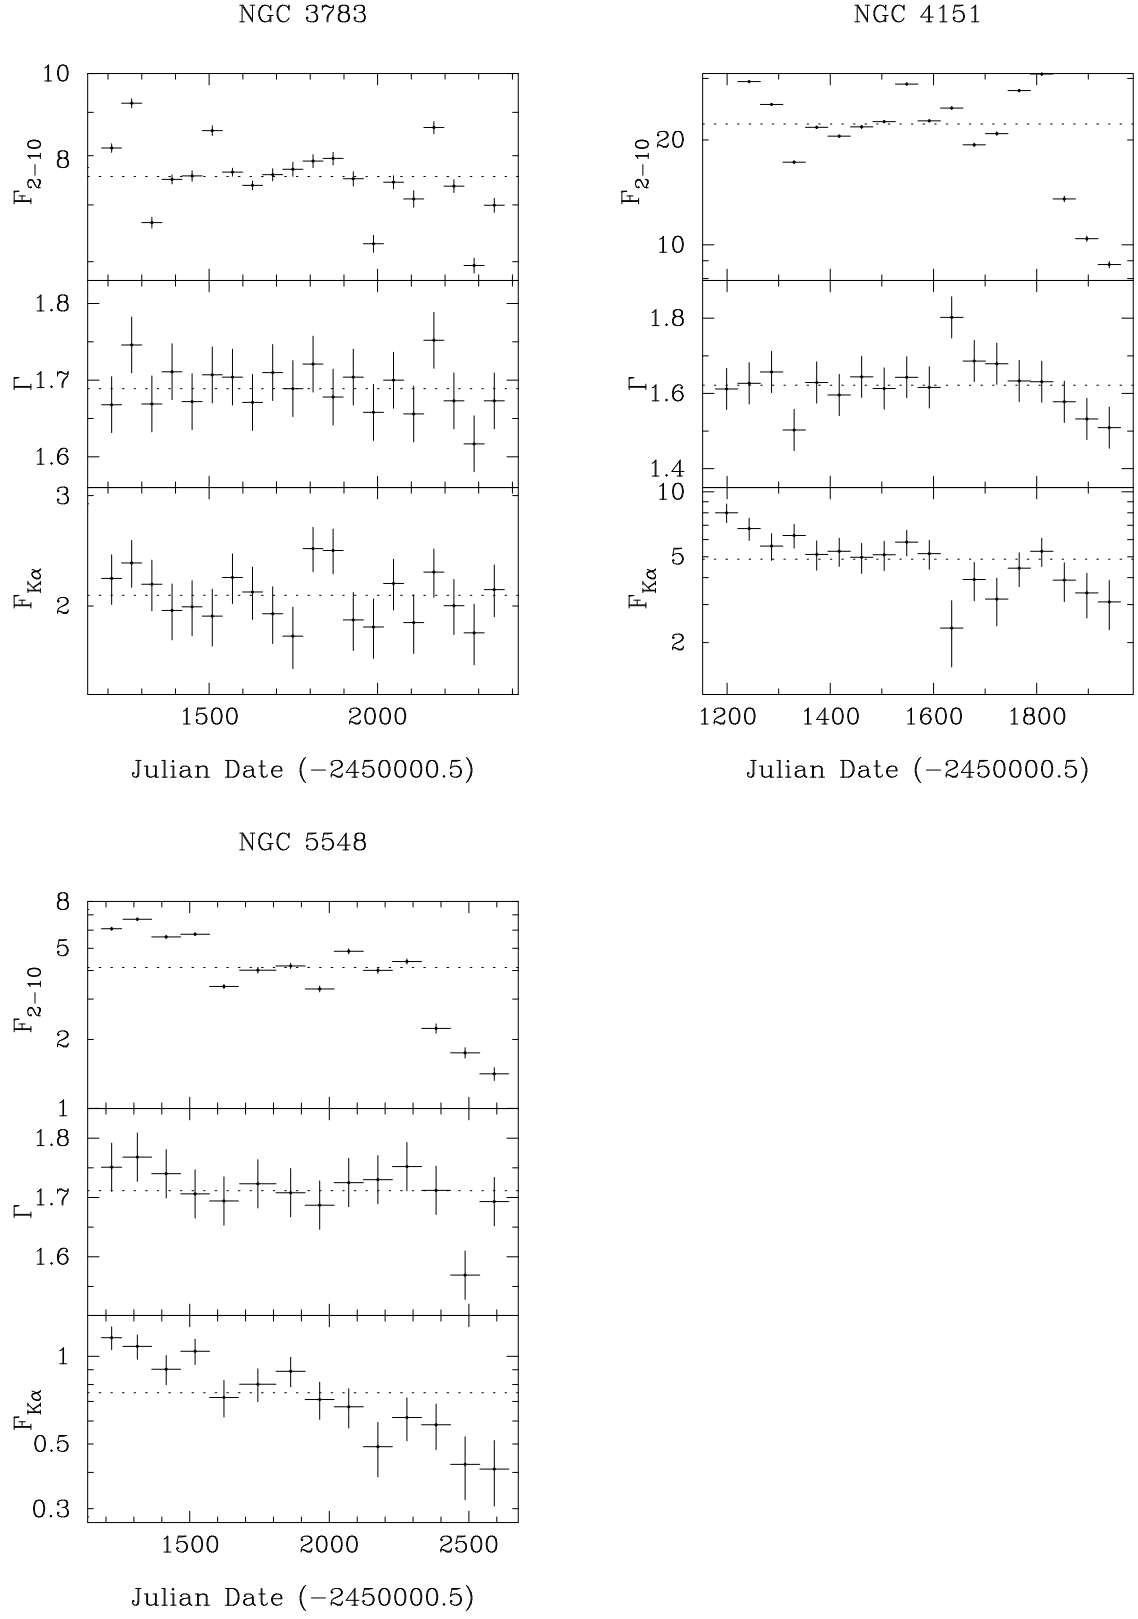 NGC 3783
10
8
F2−10
1.8
1.7
1.6
Γ
3
2
FKα
1500 2000
Julian Date (−2450000.5)
NGC 4151
20
10
F2−10
1.8
1.6
1.4
Γ
10
5
2
FKα
1200 1400 1600 1800
Julian Date (−2450000.5)
NGC 5548
8
5
2
1
F2−10
1.8
1.7
1.6
Γ
1
0.5
0.3
FKα
1500 2000 2500
Julian Date (−2450000.5)